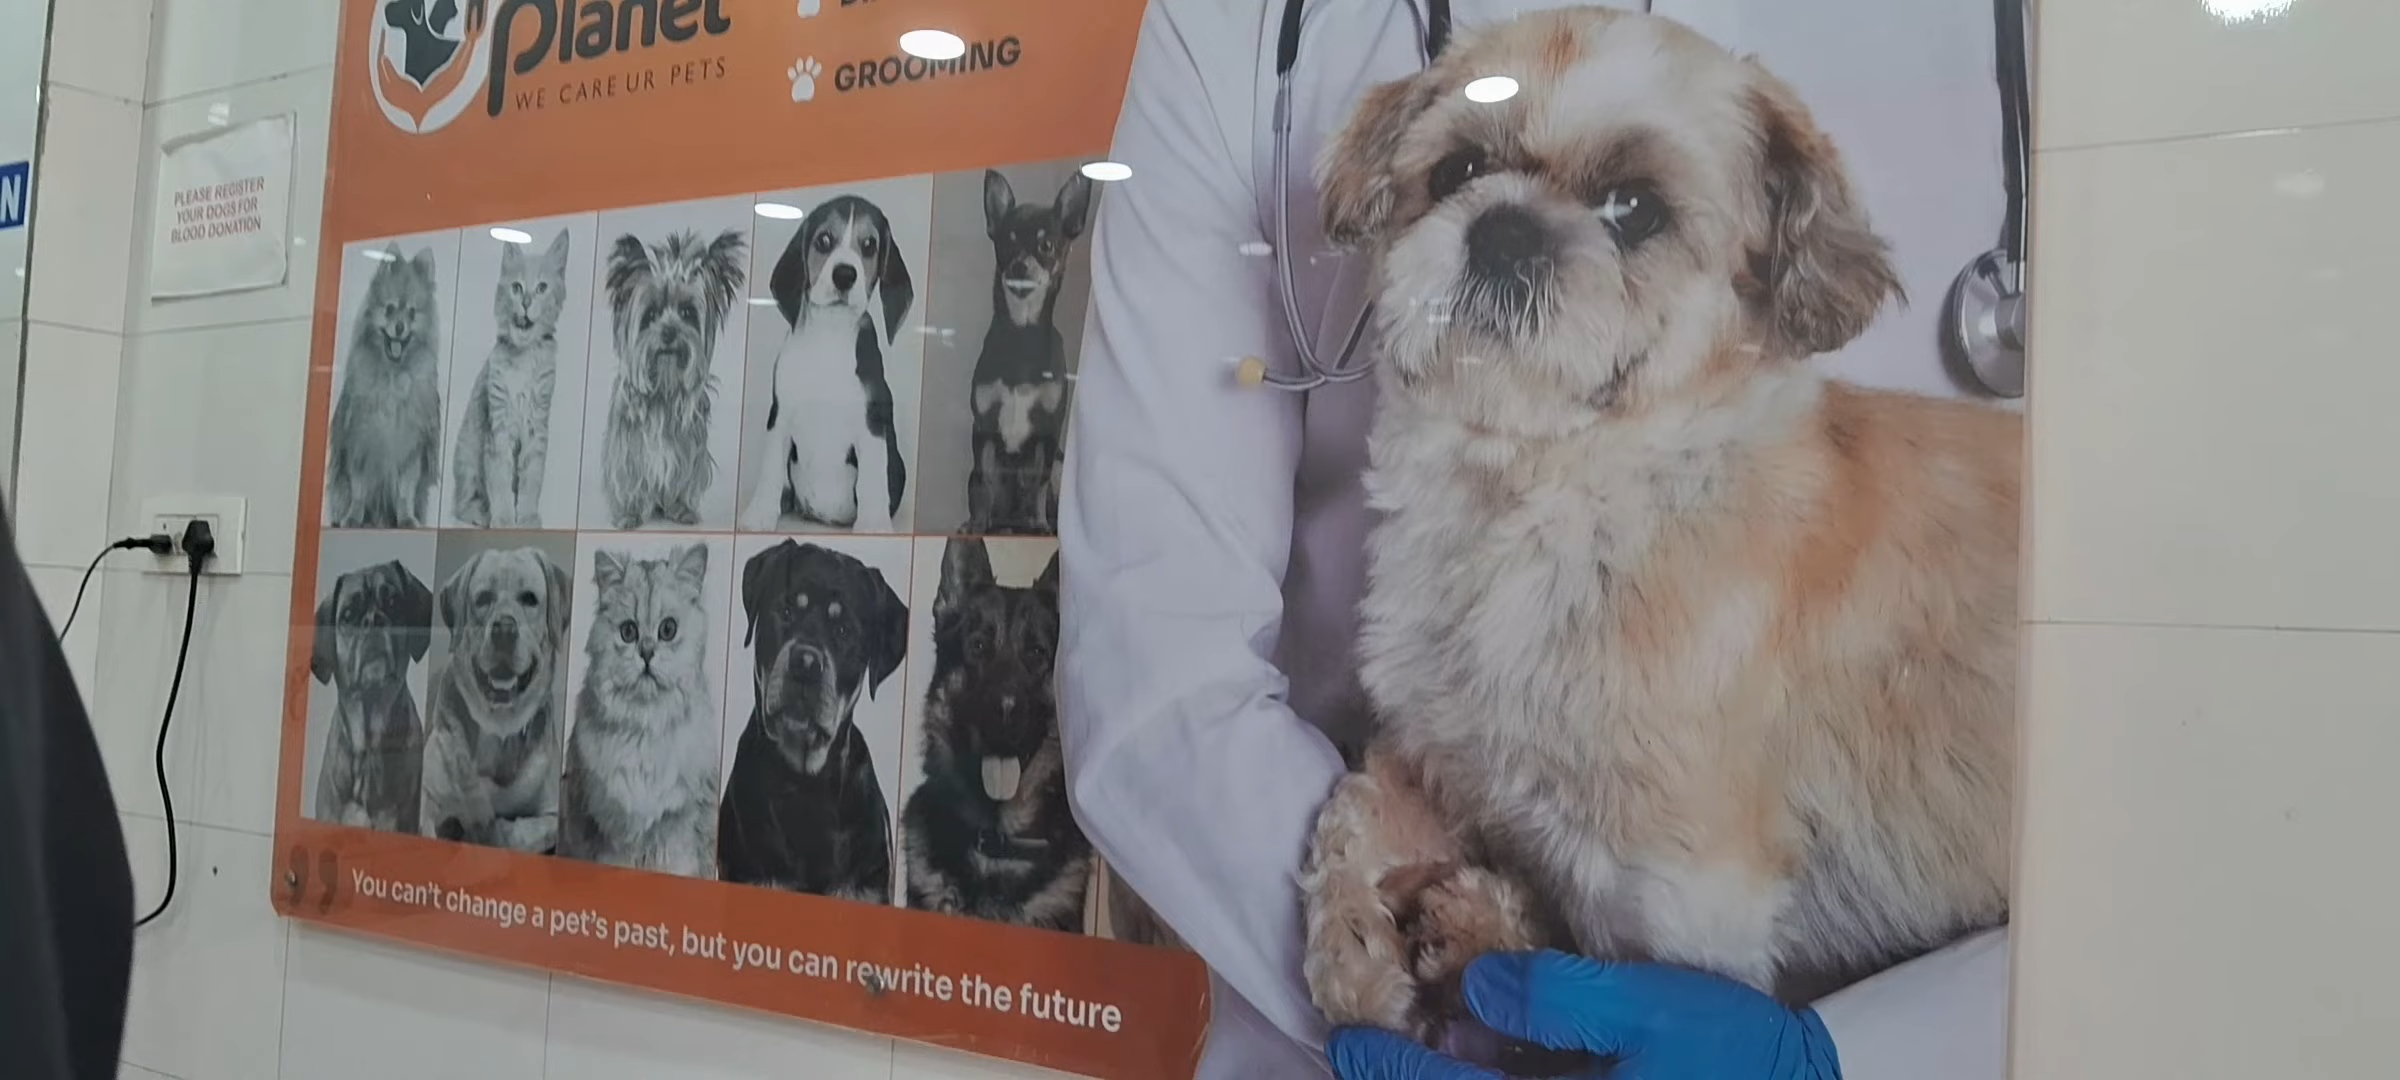 Planet
WE CARE UR PETS
GROOMING
PLEASE REGISTER
YOUR DOGS FOR
BLOOD DONATION
N
You can't change a pet's past, but you can rewrite the future